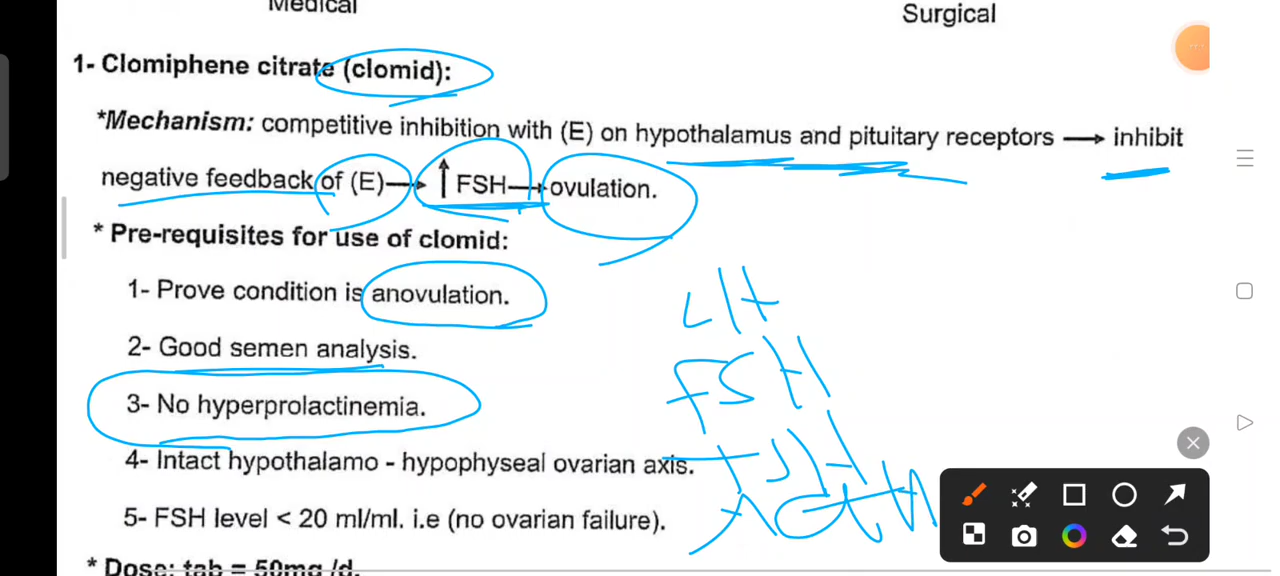 Medical
Surgical
1- Clomiphene citrate (clomid):
*Mechanism: competitive inhibition with (E) on hypothalamus and pituitary receptors → inhibit
negative feedback of (E)→ ↑ FSH→ ovulation.
* Pre-requisites for use of clomid:
1- Prove condition is anovulation.
2- Good semen analysis.
3- No hyperprolactinemia.
4- Intact hypothalamo - hypophyseal ovarian axis.
5- FSH level < 20 ml/ml. i.e (no ovarian failure).
* Dose: tab = 50mg /d.
LH
FSH
TSH
ACTH